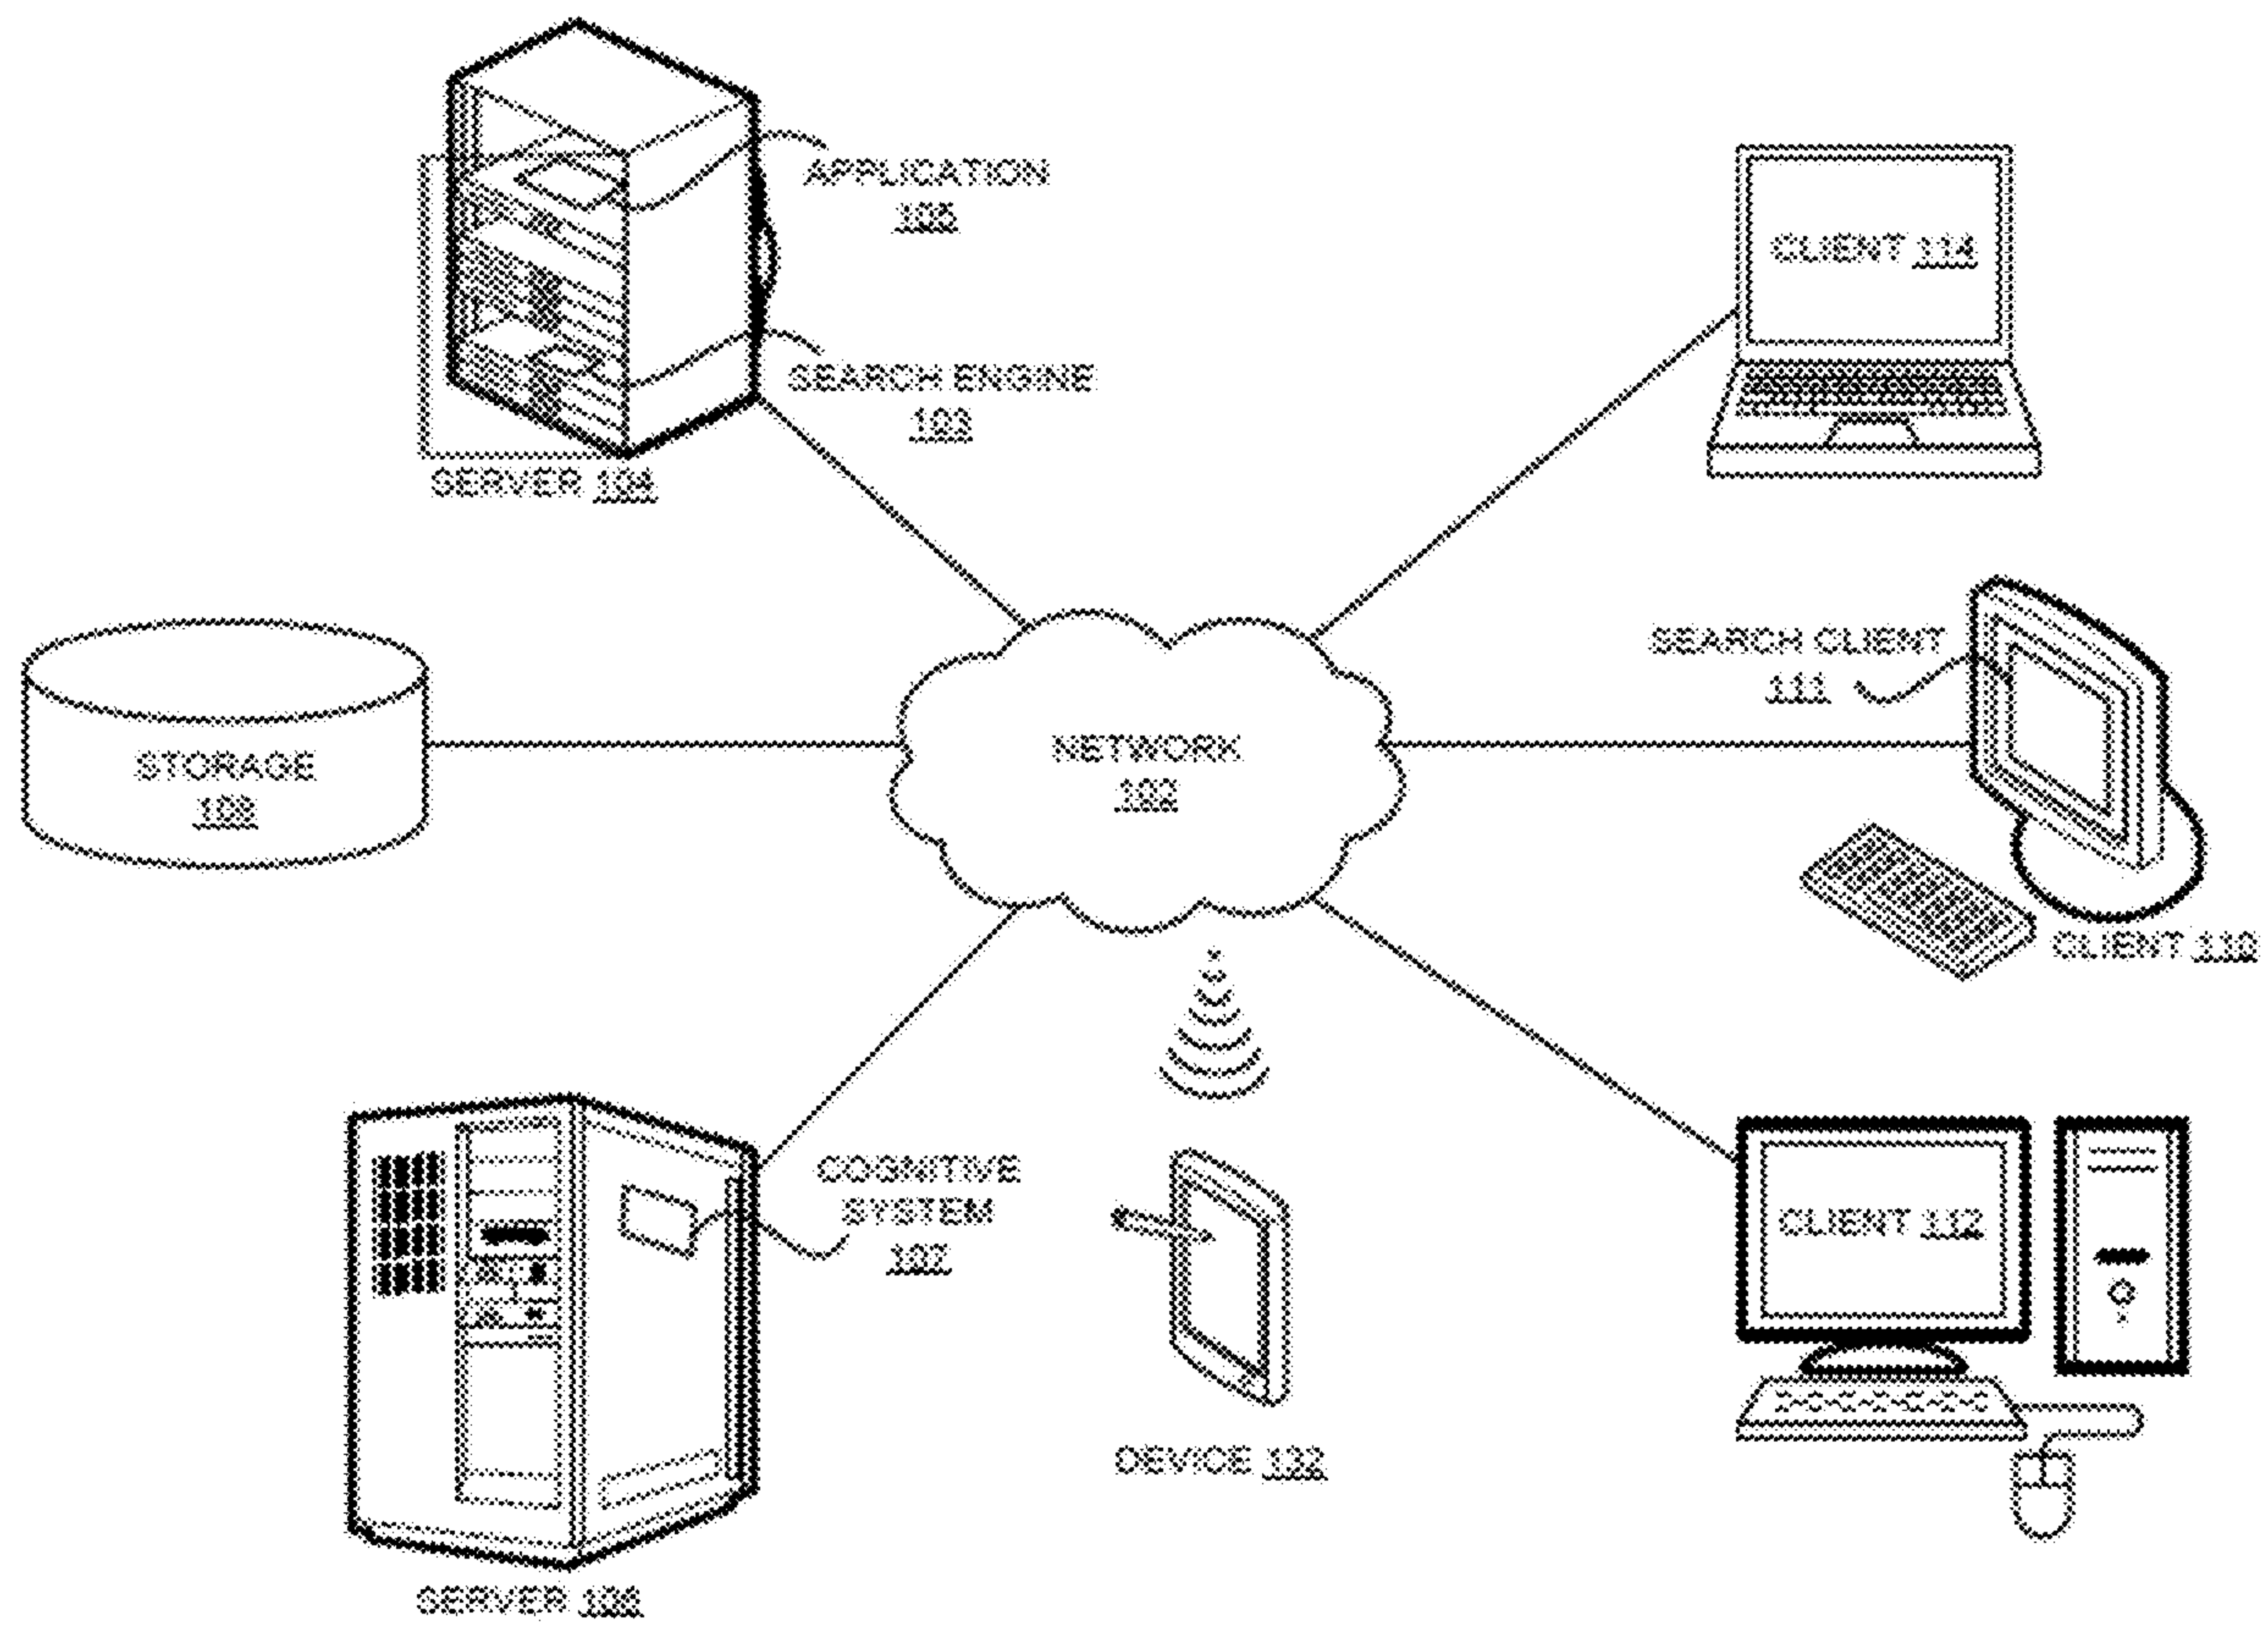 APPLICATION
105
CLIENT 114
SEARCH ENGINE
103
SERVER 104
SEARCH CLIENT
111
NETWORK
102
STORAGE
108
CLIENT 110
COGNITIVE
SYSTEM
107
CLIENT 112
DEVICE 132
SERVER 106